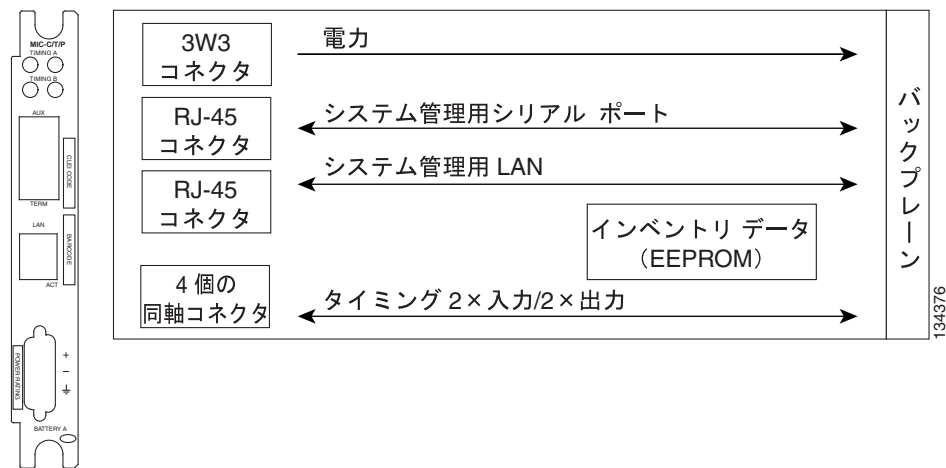 MIC-C/T/P
TIMING A
TIMING B
AUX
CLEI CODE
TERM
LAN
BARCODE
ACT
POWER RATING
+
−
BATTERY A
3W3
コネクタ
電力
RJ-45
コネクタ
システム管理用シリアル ポート
RJ-45
コネクタ
システム管理用 LAN
インベントリ データ
（EEPROM）
4 個の
同軸コネクタ
タイミング 2×入力/2×出力
バックプレーン
134376